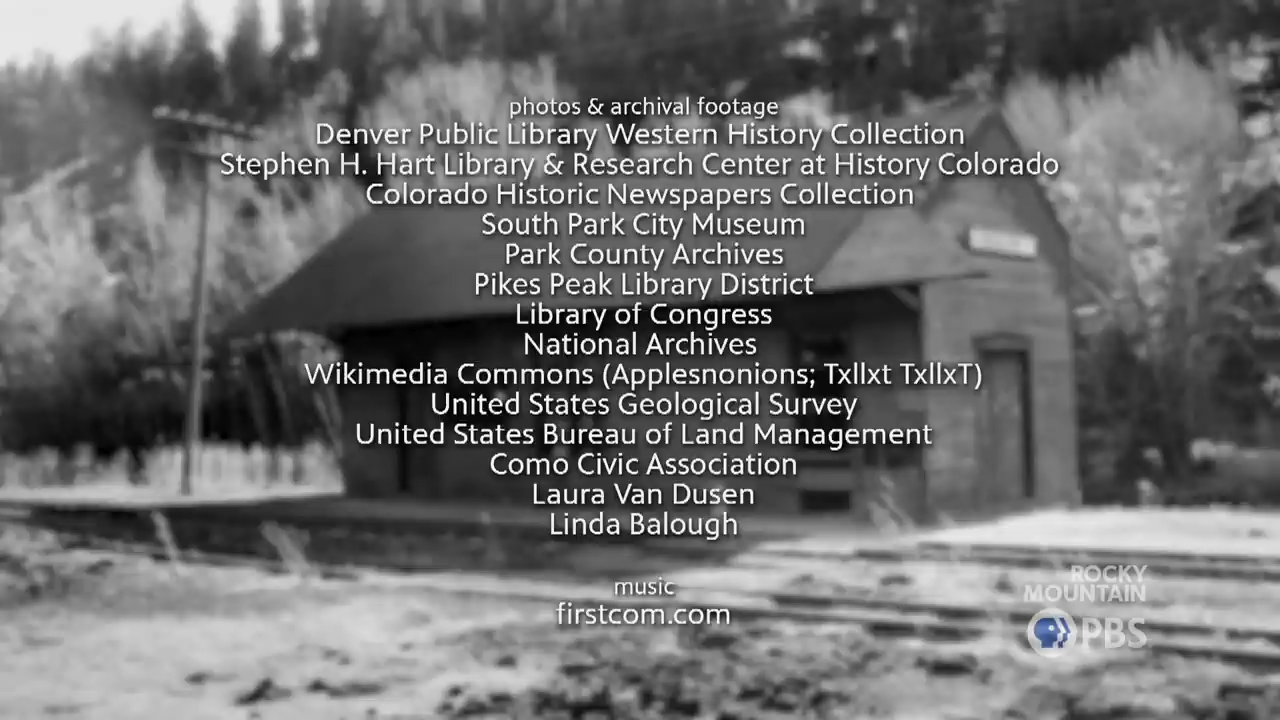 photos & archival footage
Denver Public Library Western History Collection
Stephen H. Hart Library & Research Center at History Colorado
Colorado Historic Newspapers Collection
South Park City Museum
Park County Archives
Pikes Peak Library District
Library of Congress
National Archives
Wikimedia Commons (Applesnonions; Txllxt TxllxT)
United States Geological Survey
United States Bureau of Land Management
Como Civic Association
Laura Van Dusen
Linda Balough
music
firstcom.com
ROCKY
MOUNTAIN
PBS